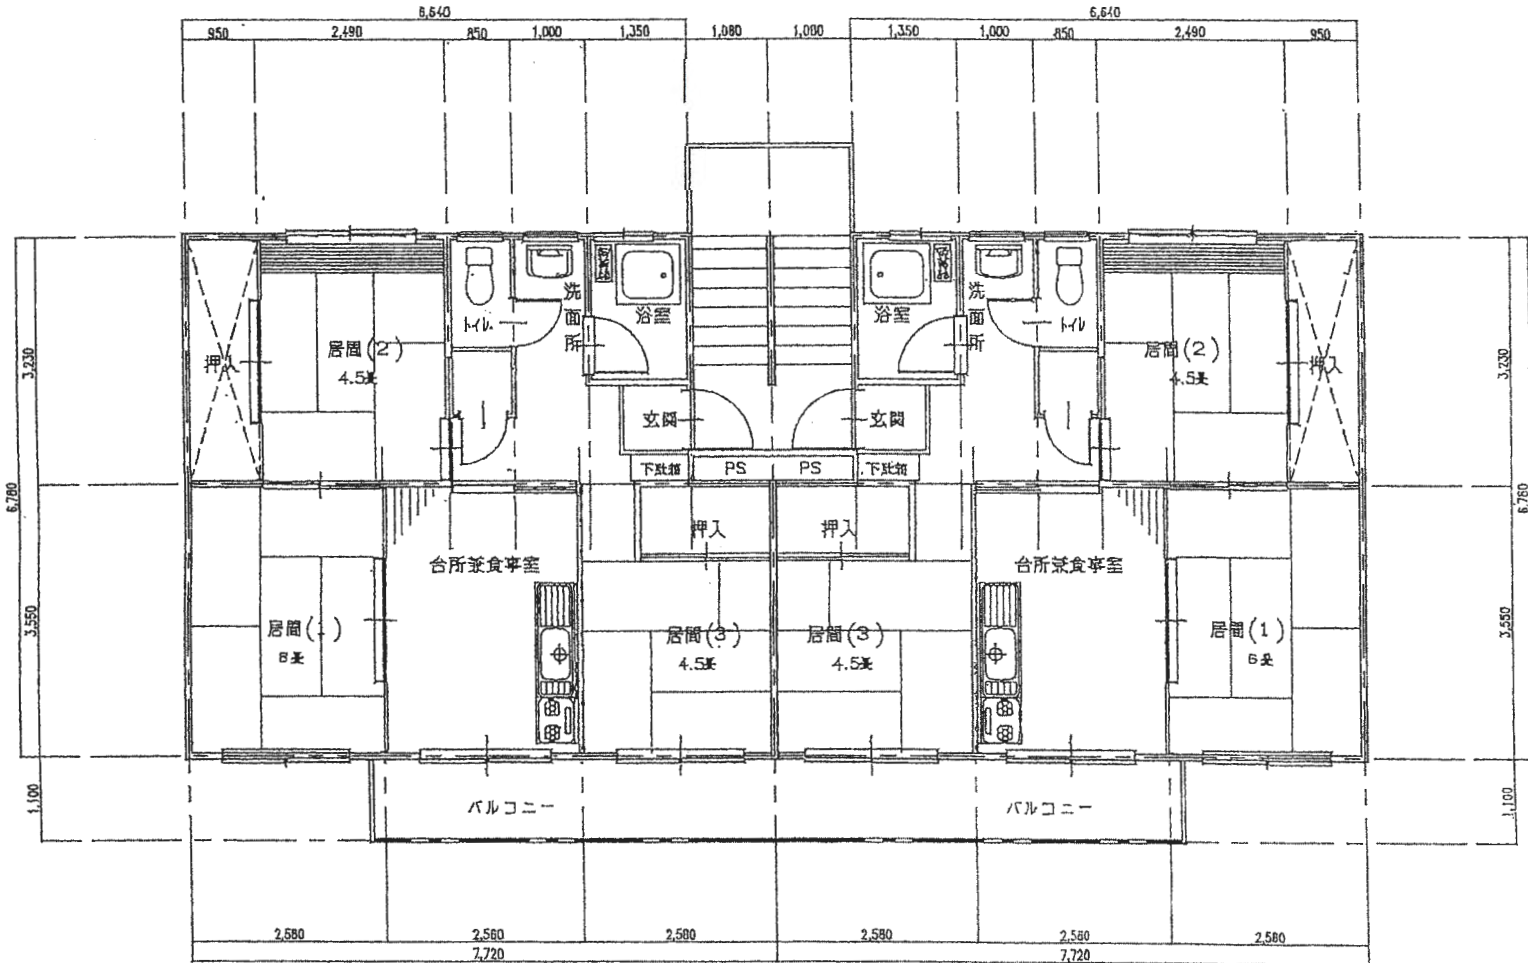 6,640 6,640
950 2,490 850 1,000 1,350 1,080 1,080 1,350 1,000 850 2,490 950
洗面所 洗面所
浴室 浴室
トイレ トイレ
居間(2) 居間(2)
押入 4.5畳 4.5畳 押入
3,230 3,230
玄関 玄関
下駄箱 PS PS 下駄箱
6,780 6,780
押入 押入
台所兼食事室 台所兼食事室
3,550 居間(1) 居間(3) 居間(3) 居間(1) 3,550
6畳 4.5畳 4.5畳 6畳
1,100 バルコニー バルコニー 1,100
2,580 2,560 2,580 2,580 2,560 2,580
7,720 7,720